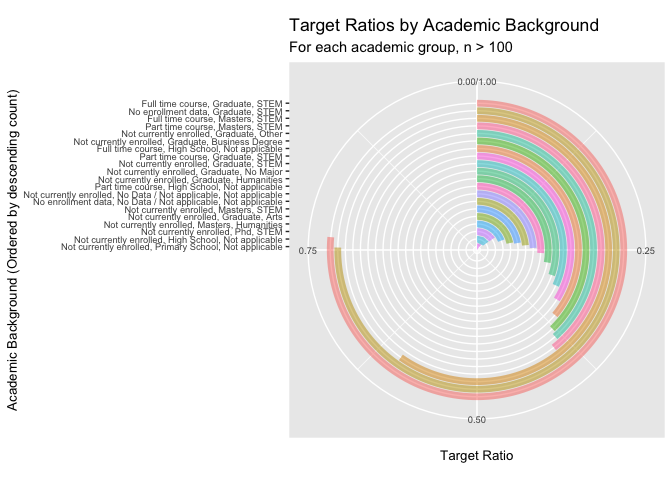 Target Ratios by Academic Background
For each academic group, n > 100
Academic Background (Ordered by descending count)
Full time course, Graduate, STEM
No enrollment data, Graduate, STEM
Full time course, Masters, STEM
Part time course, Masters, STEM
Not currently enrolled, Graduate, Other
Not currently enrolled, Graduate, Business Degree
Full time course, High School, Not applicable
Part time course, Graduate, STEM
Not currently enrolled, Graduate, STEM
Not currently enrolled, Graduate, No Major
Not currently enrolled, Graduate, Humanities
Part time course, High School, Not applicable
Not currently enrolled, No Data / Not applicable, Not applicable
No enrollment data, No Data / Not applicable, Not applicable
Not currently enrolled, Masters, STEM
Not currently enrolled, Graduate, Arts
Not currently enrolled, Masters, Humanities
Not currently enrolled, Phd, STEM
Not currently enrolled, High School, Not applicable
Not currently enrolled, Primary School, Not applicable
0.00/1.00
0.25
0.50
0.75
Target Ratio